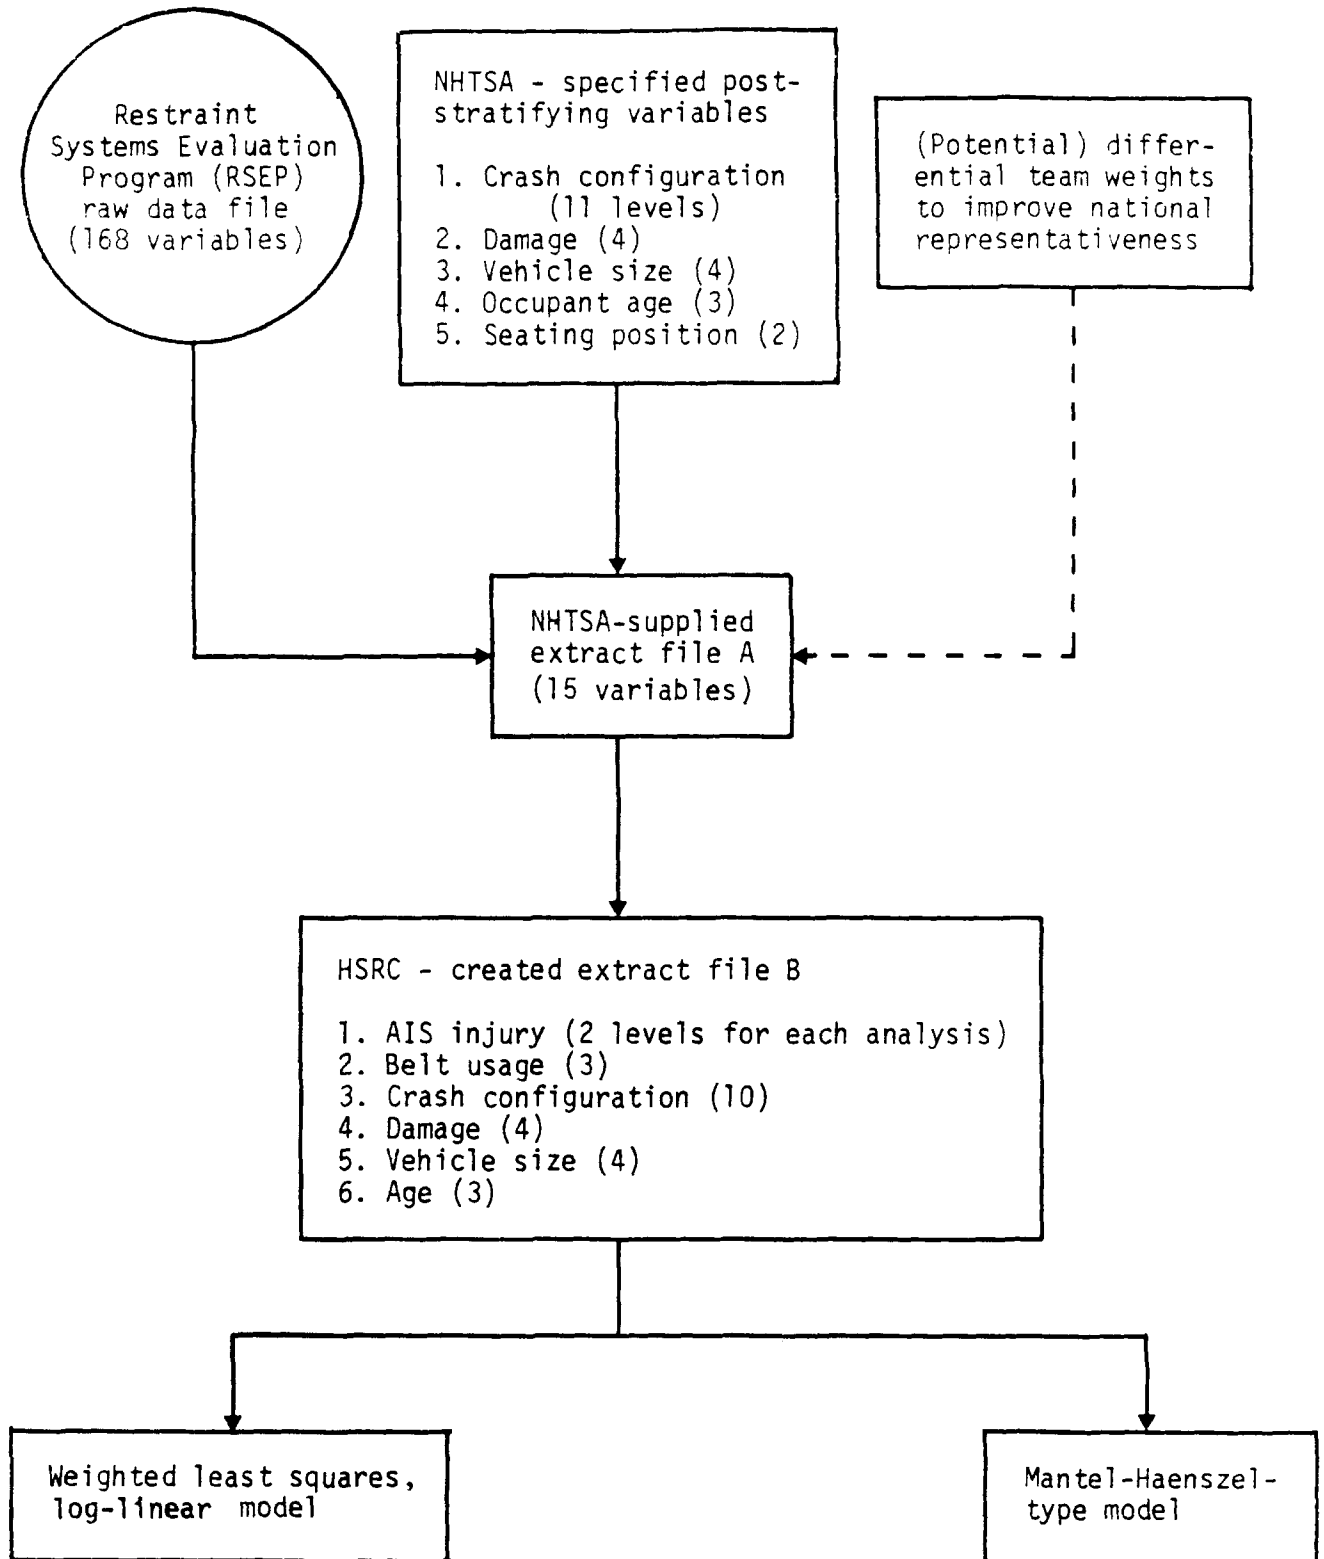 Restraint
Systems Evaluation
Program (RSEP)
raw data file
(168 variables)
NHTSA - specified post-
stratifying variables
1. Crash configuration
(11 levels)
2. Damage (4)
3. Vehicle size (4)
4. Occupant age (3)
5. Seating position (2)
(Potential) differ-
ential team weights
to improve national
representativeness
NHTSA-supplied
extract file A
(15 variables)
HSRC - created extract file B
1. AIS injury (2 levels for each analysis)
2. Belt usage (3)
3. Crash configuration (10)
4. Damage (4)
5. Vehicle size (4)
6. Age (3)
Weighted least squares,
log-linear model
Mantel-Haenszel-
type model